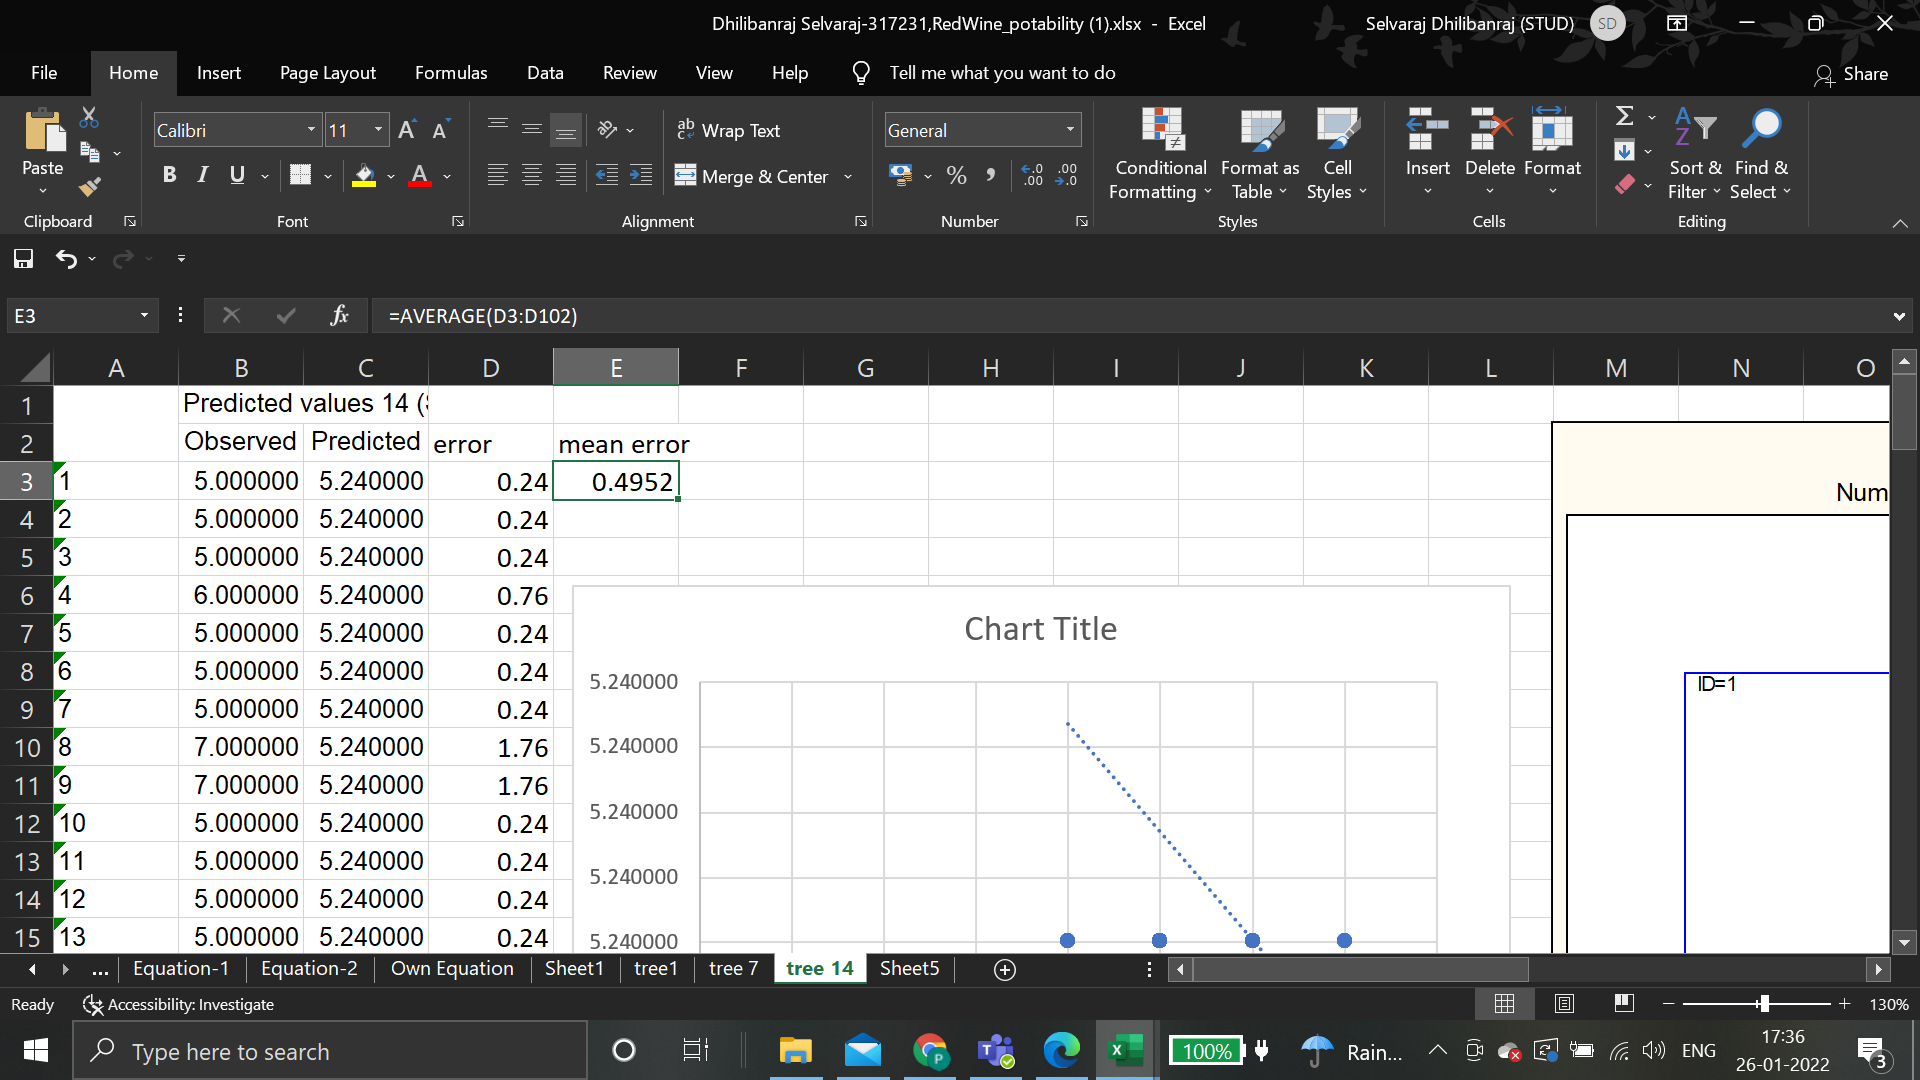 Dhilibanraj Selvaraj-317231,RedWine_potability (1).xlsx - Excel
Selvaraj Dhilibanraj (STUD) SD
File Home Insert Page Layout Formulas Data Review View Help Tell me what you want to do Share
Calibri 11 Wrap Text General
Paste B I U Merge & Center % Conditional Formatting Format as Table Cell Styles Insert Delete Format Sort & Filter Find & Select
Clipboard Font Alignment Number Styles Cells Editing
E3 fx =AVERAGE(D3:D102)
A B C D E F G H I J K L M N O
1 Predicted values 14 (
2 Observed Predicted error mean error
3 1 5.000000 5.240000 0.24 0.4952
4 2 5.000000 5.240000 0.24
5 3 5.000000 5.240000 0.24
6 4 6.000000 5.240000 0.76
7 5 5.000000 5.240000 0.24
8 6 5.000000 5.240000 0.24
9 7 5.000000 5.240000 0.24
10 8 7.000000 5.240000 1.76
11 9 7.000000 5.240000 1.76
12 10 5.000000 5.240000 0.24
13 11 5.000000 5.240000 0.24
14 12 5.000000 5.240000 0.24
15 13 5.000000 5.240000 0.24
Chart Title
5.240000
5.240000
5.240000
5.240000
5.240000
Num
ID=1
... Equation-1 Equation-2 Own Equation Sheet1 tree1 tree 7 tree 14 Sheet5
Ready Accessibility: Investigate 130%
Type here to search 100% Rain... ENG 17:36
26-01-2022 3